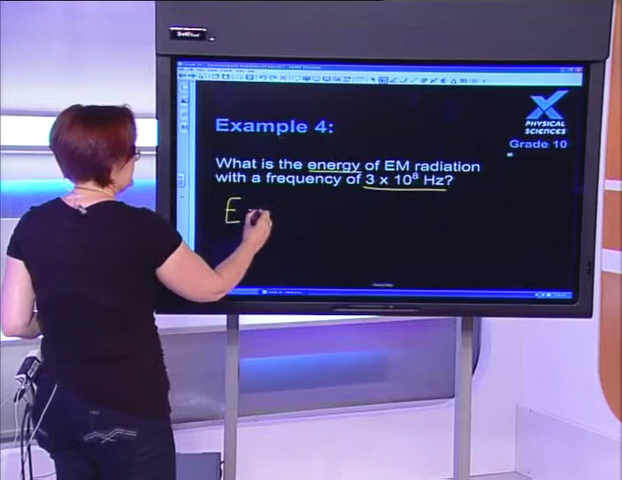 SMART
Example 4:
What is the energy of EM radiation
with a frequency of 3 x 10⁸ Hz?
E
X
PHYSICAL
SCIENCES
Grade 10